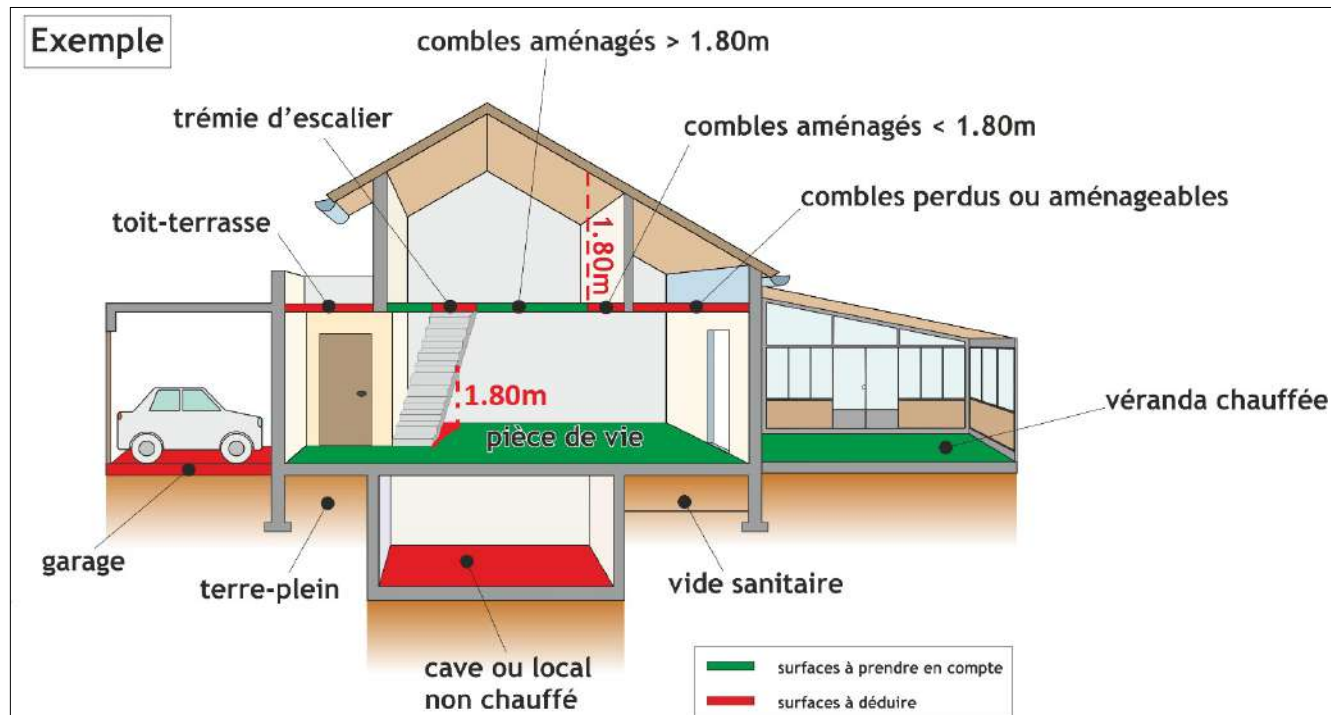 Exemple
combles aménagés > 1.80m
trémie d'escalier
combles aménagés < 1.80m
combles perdus ou aménageables
toit-terrasse
1.80m
1.80m
pièce de vie
véranda chauffée
garage
terre-plein
vide sanitaire
cave ou local
non chauffé
surfaces à prendre en compte
surfaces à déduire